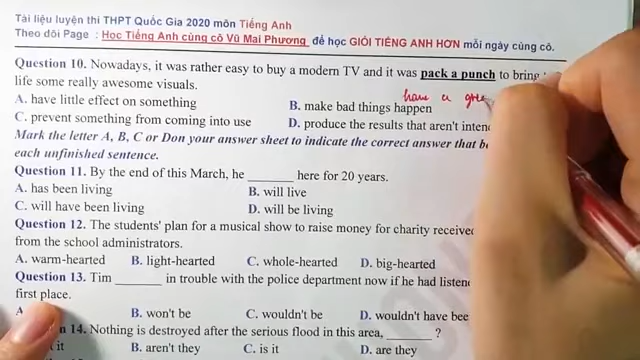 Tài liệu luyện thi THPT Quốc Gia 2020 môn Tiếng Anh
Theo dõi Page : Học Tiếng Anh cùng cô Vũ Mai Phương để học GIỎI TIẾNG ANH HƠN mỗi ngày cùng cô.
Question 10. Nowadays, it was rather easy to buy a modern TV and it was pack a punch to bring
life some really awesome visuals.
have a
A. have little effect on something B. make bad things happen
C. prevent something from coming into use D. produce the results that aren't
Mark the letter A, B, C or Don your answer sheet to indicate the correct answer that
each unfinished sentence.
Question 11. By the end of this March, he ______ here for 20 years.
A. has been living B. will live
C. will have been living D. will be living
Question 12. The students' plan for a musical show to raise money for charity received
from the school administrators.
A. warm-hearted B. light-hearted C. whole-hearted D. big-hearted
Question 13. Tim ______ in trouble with the police department now if he had
first place.
B. won't be C. wouldn't be D. wouldn't have
14. Nothing is destroyed after the serious flood in this area, ______ ?
it B. aren't they C. is it D. are they